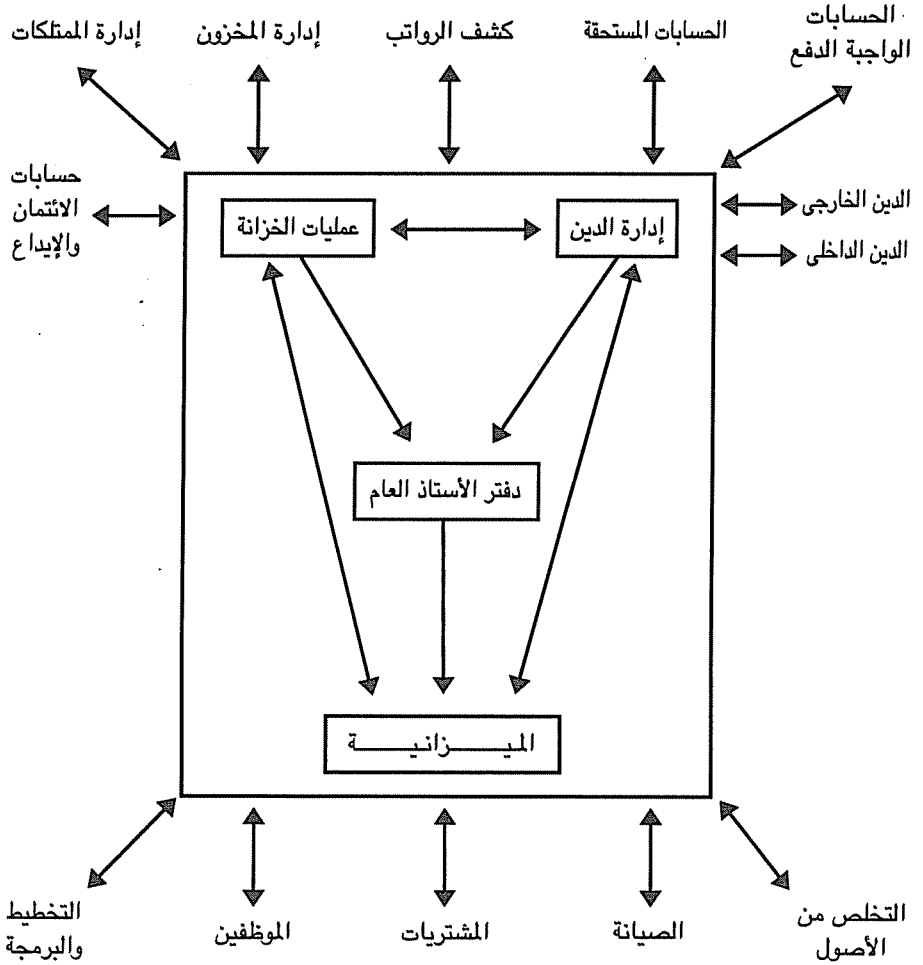 الحسابات
الواجبة الدفع
الحسابات المستحقة
كشف الرواتب
إدارة المخزون
إدارة الممتلكات
الدين الخارجى
الدين الداخلى
حسابات
الائتمان
والإيداع
إدارة الدين
عمليات الخزانة
دفتر الأستاذ العام
الميـــــزانيـــــــة
التخلص من
الأصول
الصيانة
المشتريات
الموظفين
التخطيط
والبرمجة